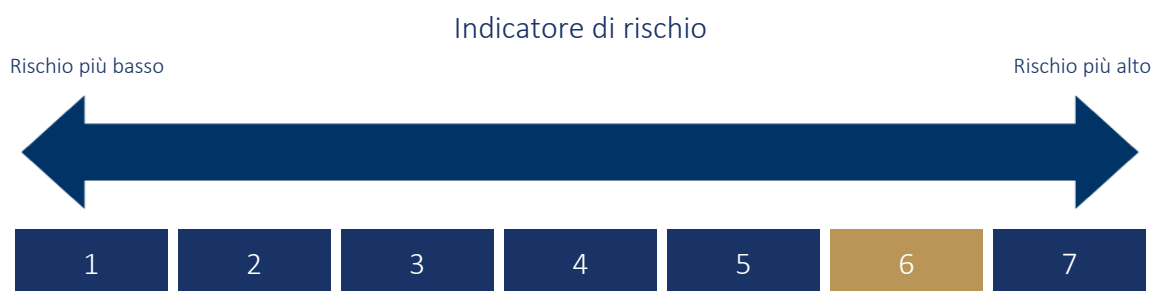 Indicatore di rischio
Rischio più basso
Rischio più alto
1 2 3 4 5 6 7